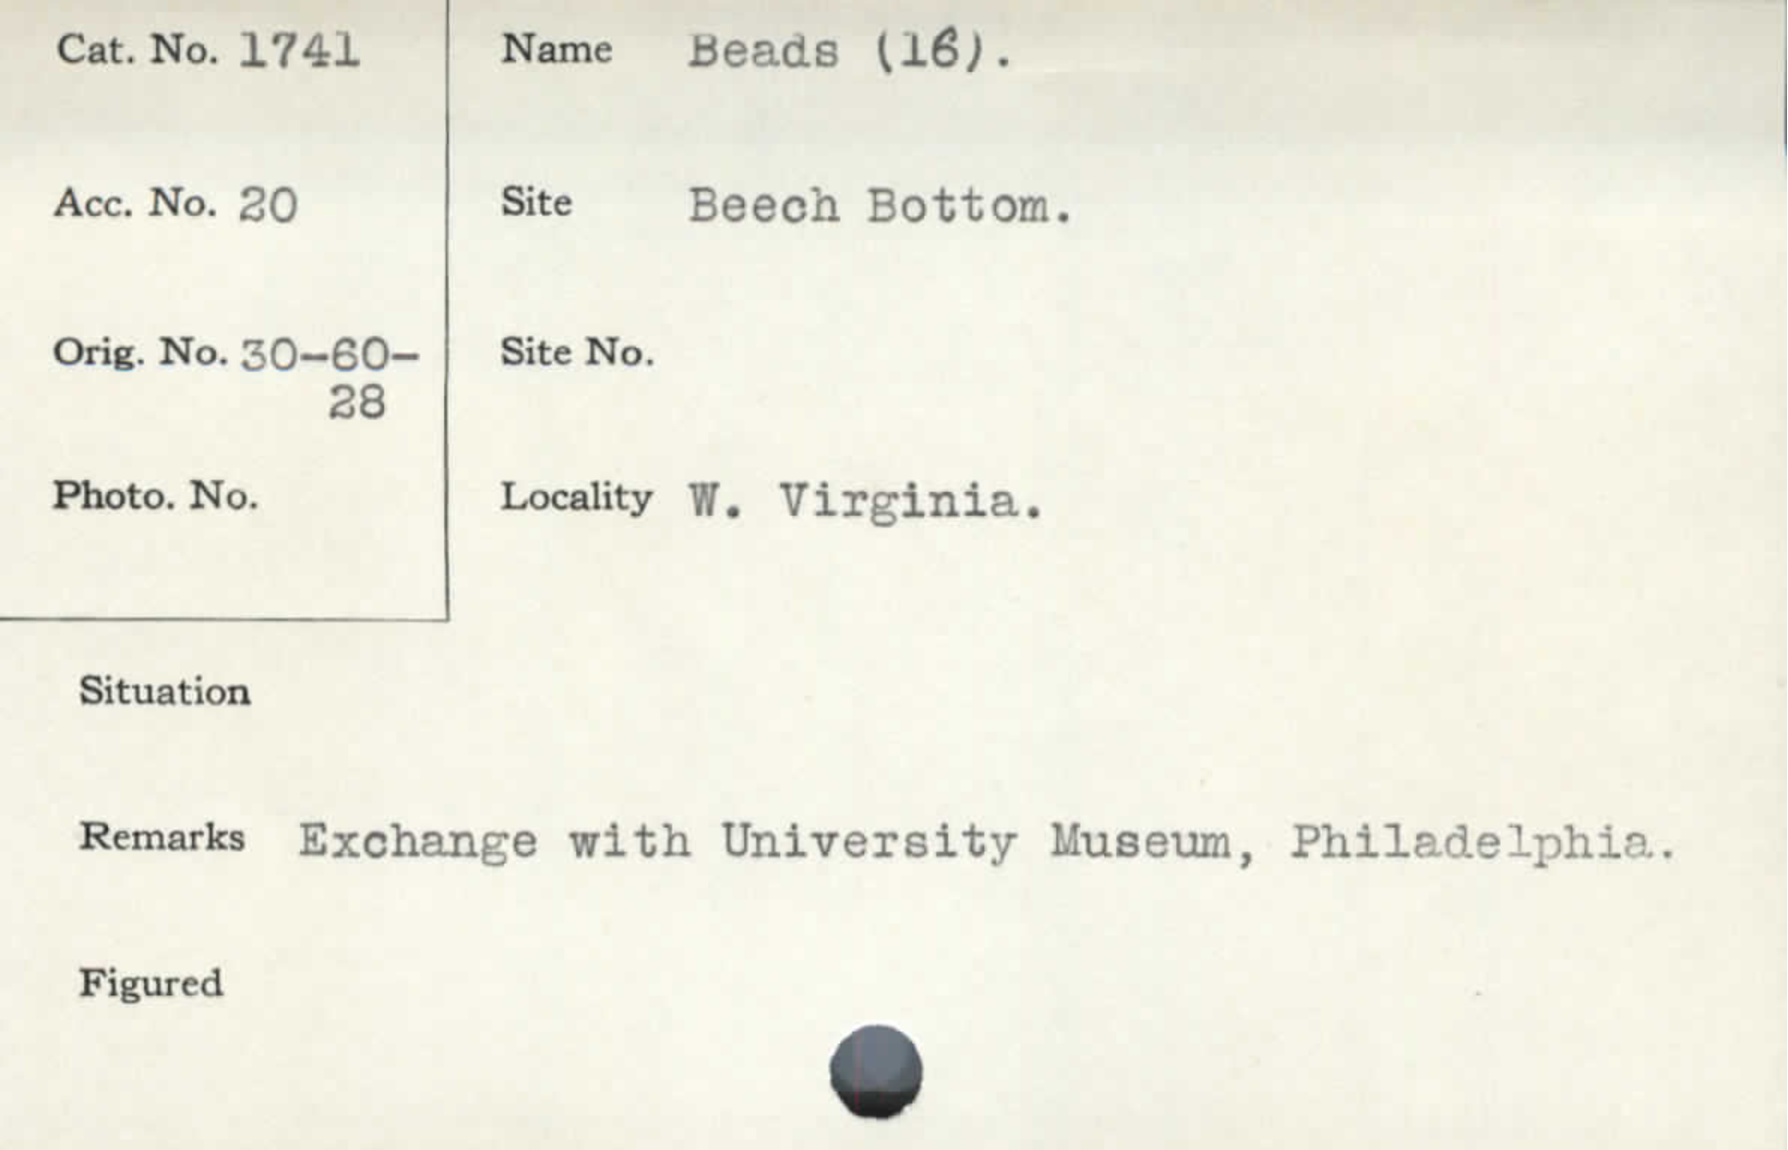 Cat. No. 1741
Name Beads (16).
Acc. No. 20
Site Beech Bottom.
Orig. No. 30-60-
28
Site No.
Photo. No.
Locality W. Virginia.
Situation
Remarks Exchange with University Museum, Philadelphia.
Figured